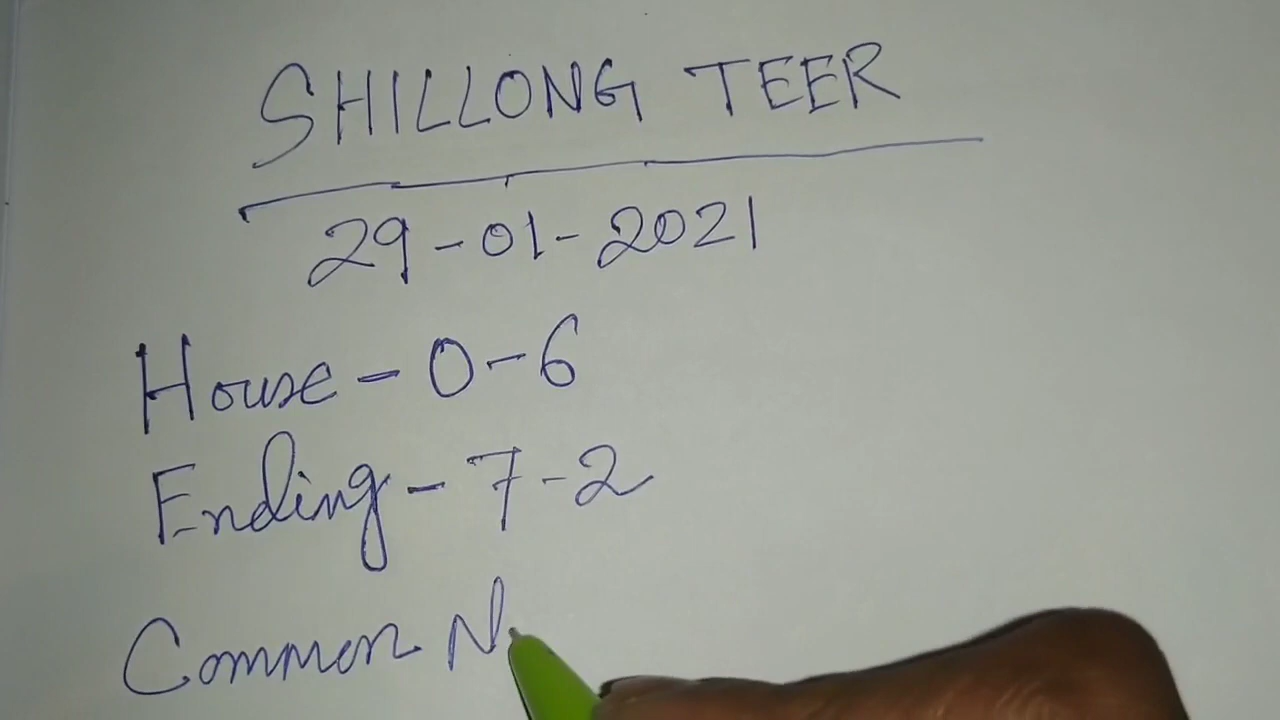 SHILLONG TEER
29-01-2021
House - 0-6
Ending - 7-2
Common N